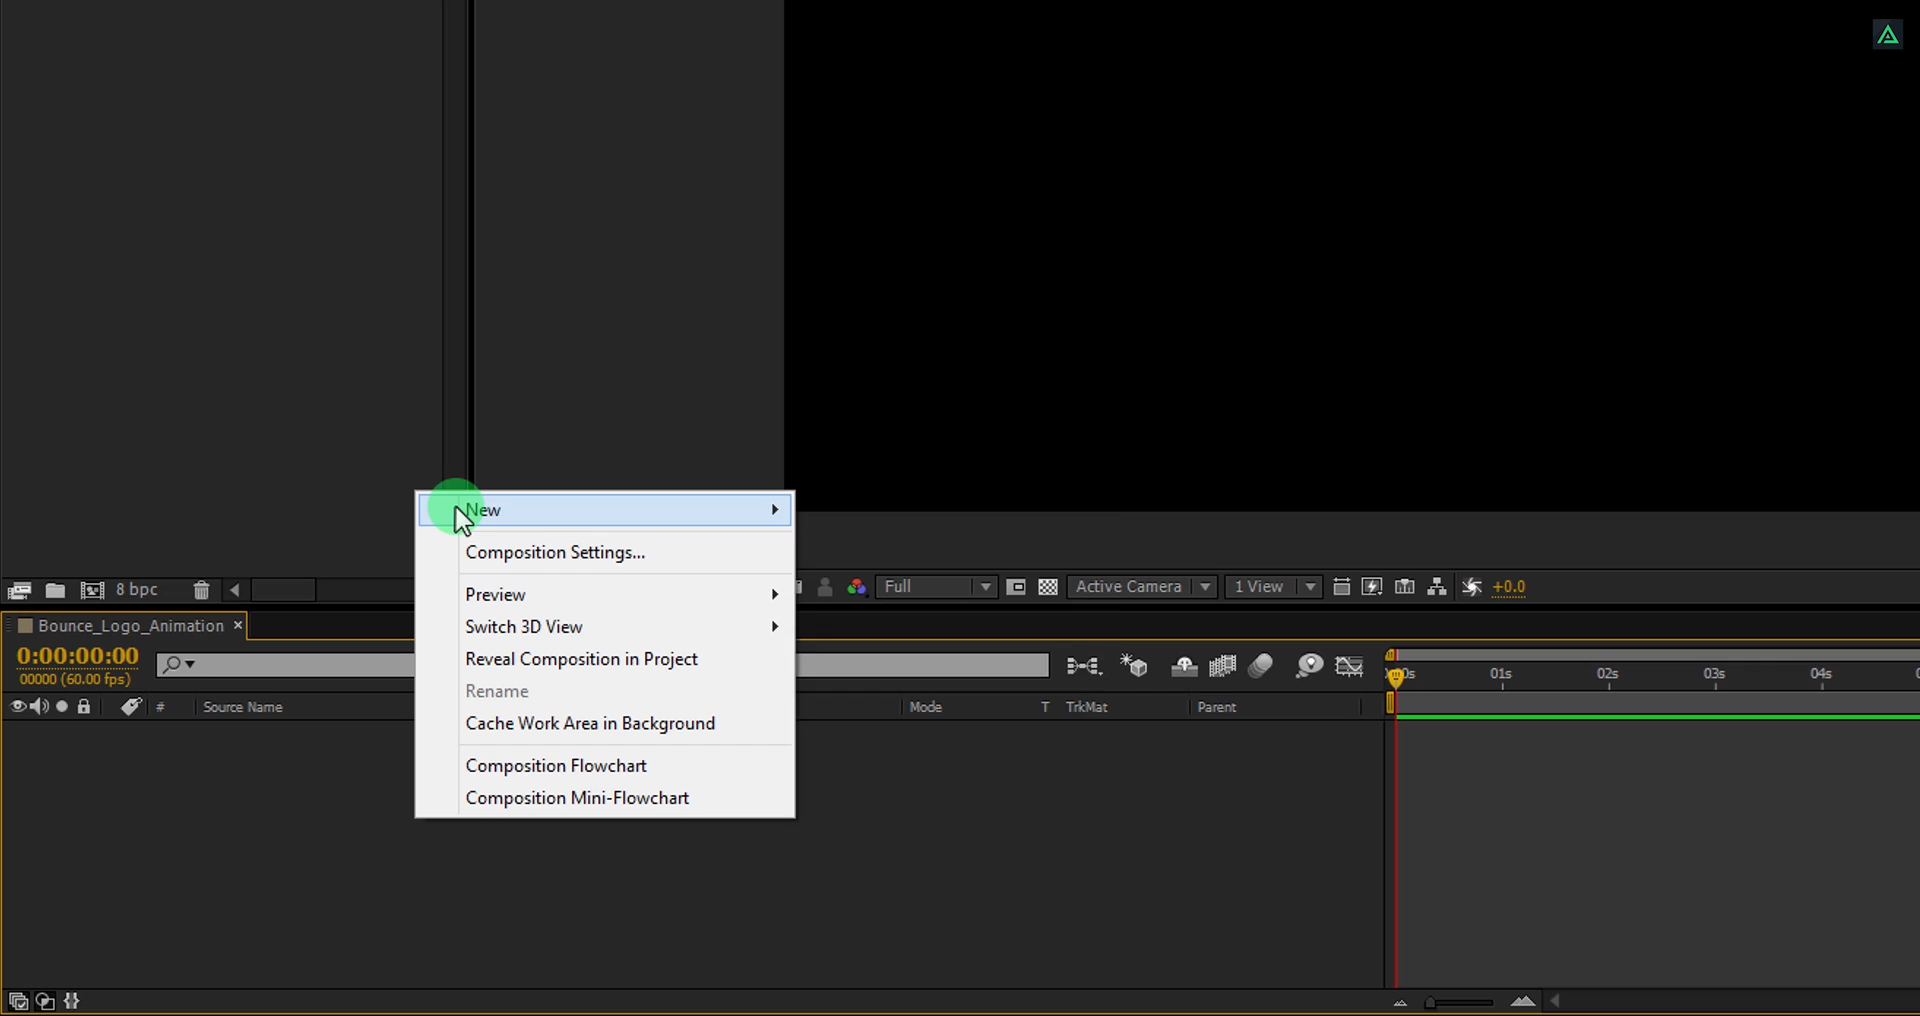 New
Composition Settings...
Preview
Switch 3D View
Reveal Composition in Project
Rename
Cache Work Area in Background
Composition Flowchart
Composition Mini-Flowchart
8 bpc
Full
Active Camera
1 View
+0.0
Bounce_Logo_Animation
0:00:00:00
00000 (60.00 fps)
# Source Name
Mode T TrkMat Parent
01s 02s 03s 04s